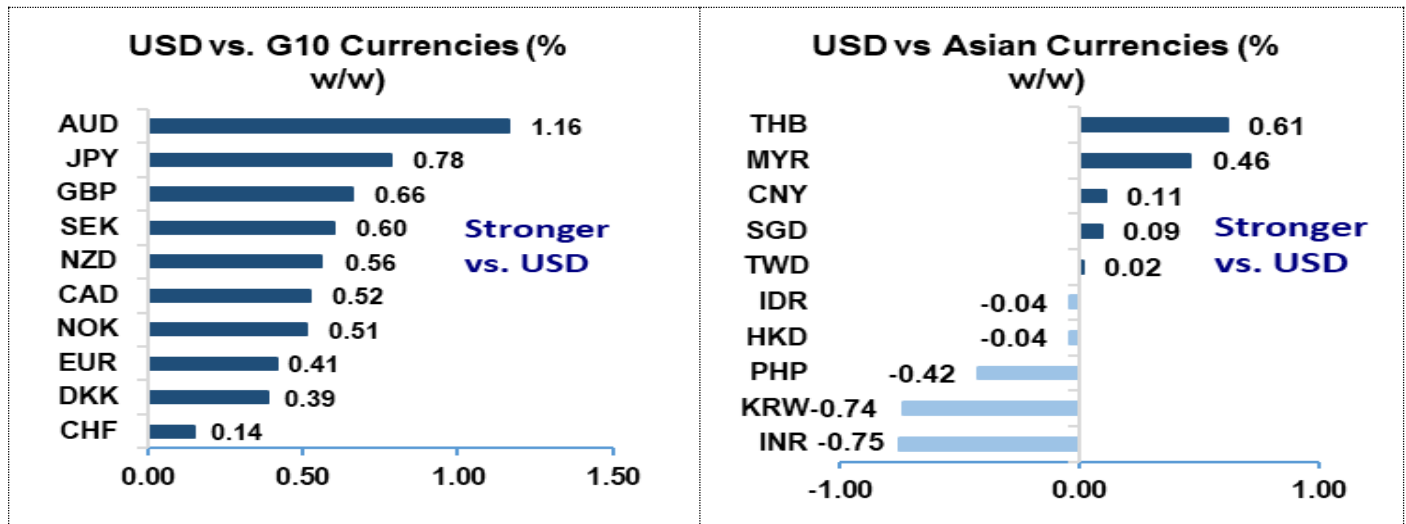 USD vs. G10 Currencies (%
w/w)
AUD 1.16
JPY 0.78
GBP 0.66
SEK 0.60
Stronger
NZD 0.56
vs. USD
CAD 0.52
NOK 0.51
EUR 0.41
DKK 0.39
CHF 0.14
0.00 0.50 1.00 1.50
USD vs Asian Currencies (%
w/w)
THB 0.61
MYR 0.46
CNY 0.11
SGD 0.09
Stronger
TWD 0.02
vs. USD
IDR -0.04
HKD -0.04
PHP -0.42
KRW -0.74
INR -0.75
-1.00 0.00 1.00